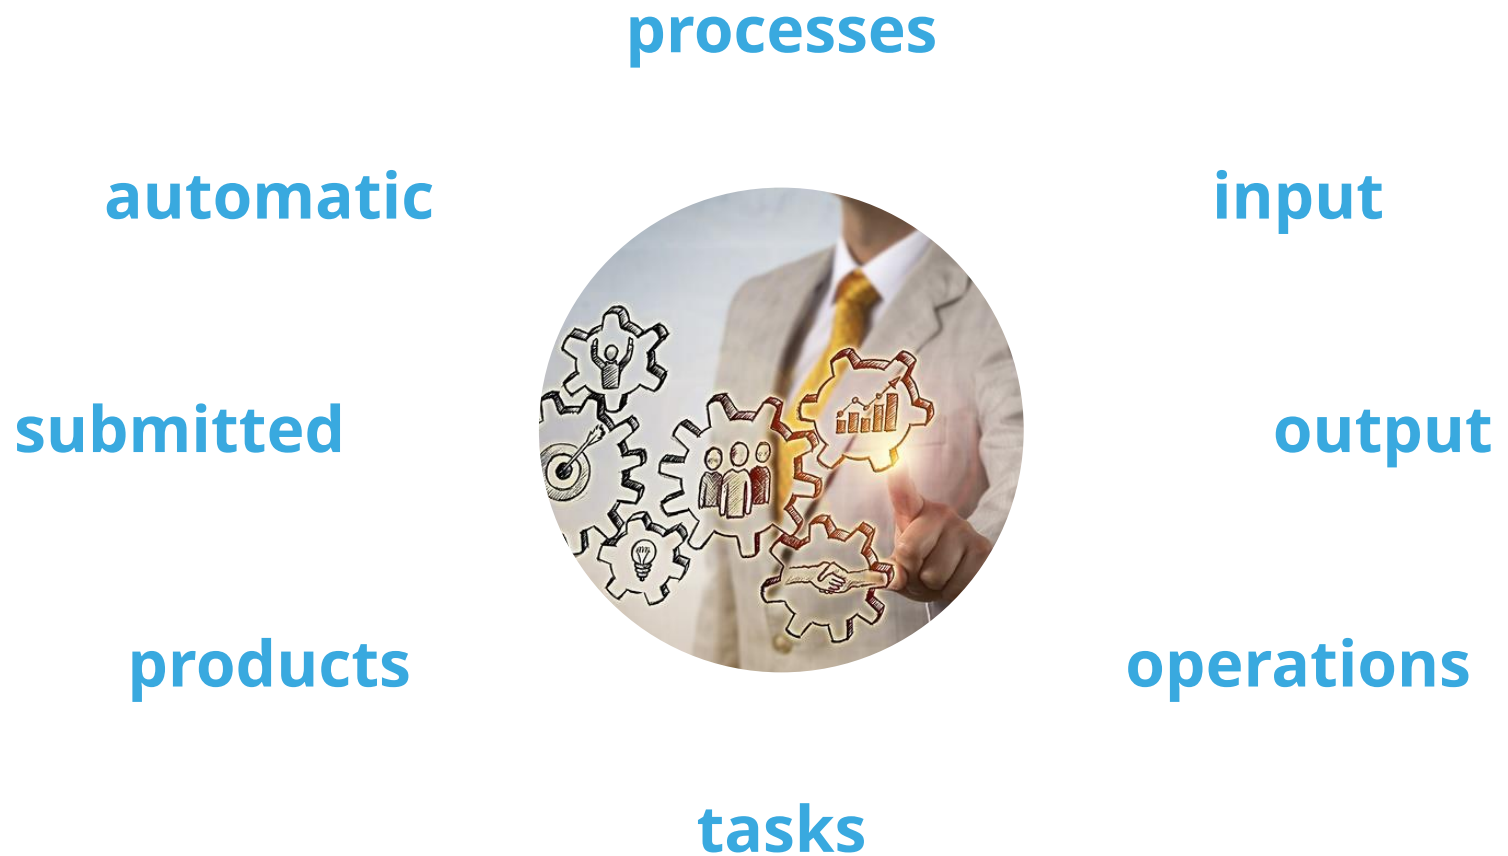 processes
automatic
input
submitted
output
products
operations
tasks